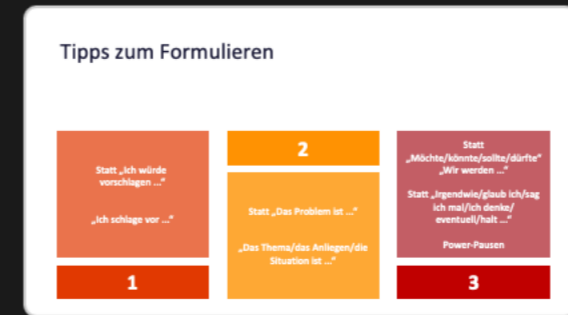 Tipps zum Formulieren
Statt „Ich würde
vorschlagen ...“
„Ich schlage vor ...“
1
2
Statt „Das Problem ist ...“
„Das Thema/das Anliegen/die
Situation ist ...“
Statt
„Möchte/könnte/sollte/dürfte“
„Wir werden ...“
Statt „Irgendwie/glaub ich/sag
ich mal/ich denke/
eventuell/halt ...“
Power-Pausen
3